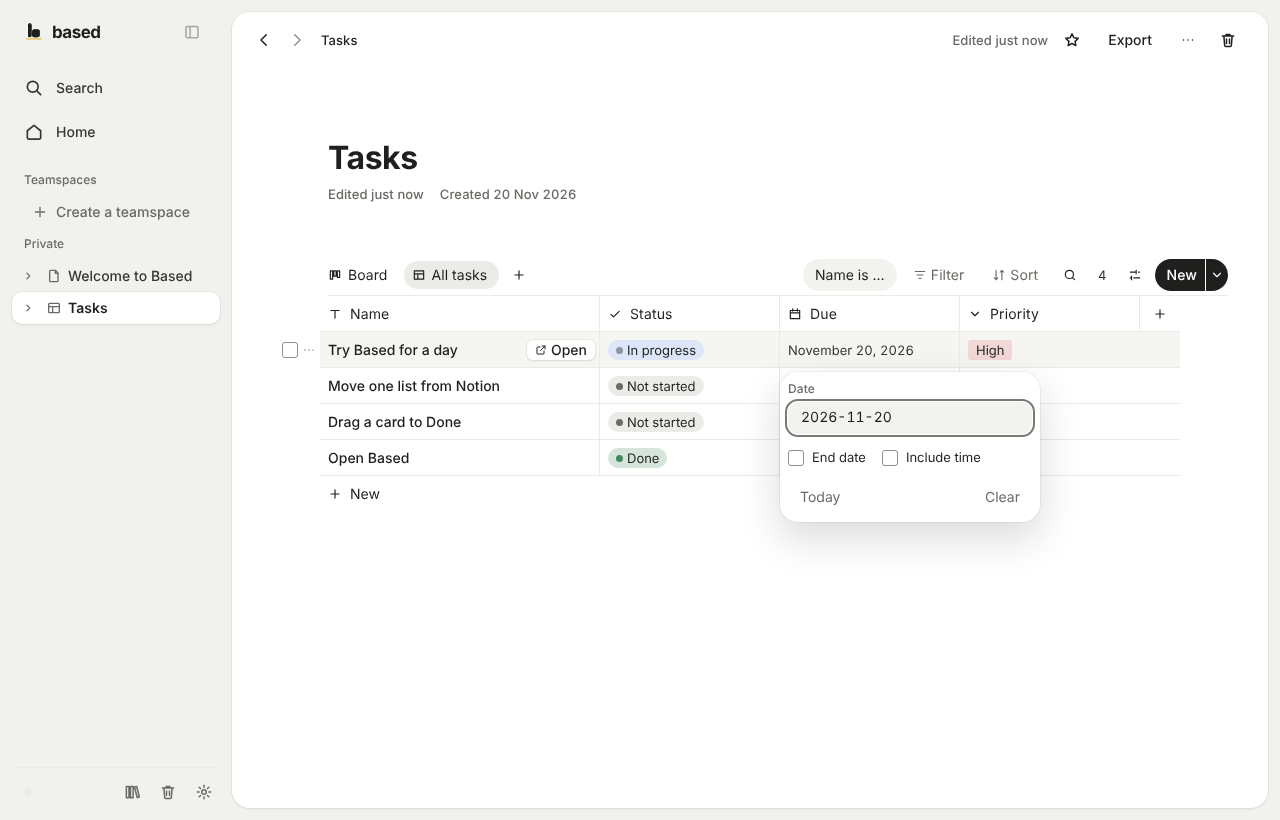 based
Search
Home
Teamspaces
Create a teamspace
Private
Welcome to Based
Tasks
Tasks
Edited just now
Export
Tasks
Edited just now Created 20 Nov 2026
Board All tasks Name is ... Filter Sort 4 New
Name Status Due Priority
Try Based for a day Open In progress November 20, 2026 High
Move one list from Notion Not started
Drag a card to Done Not started
Open Based Done
New
Date
2026-11-20
End date Include time
Today Clear